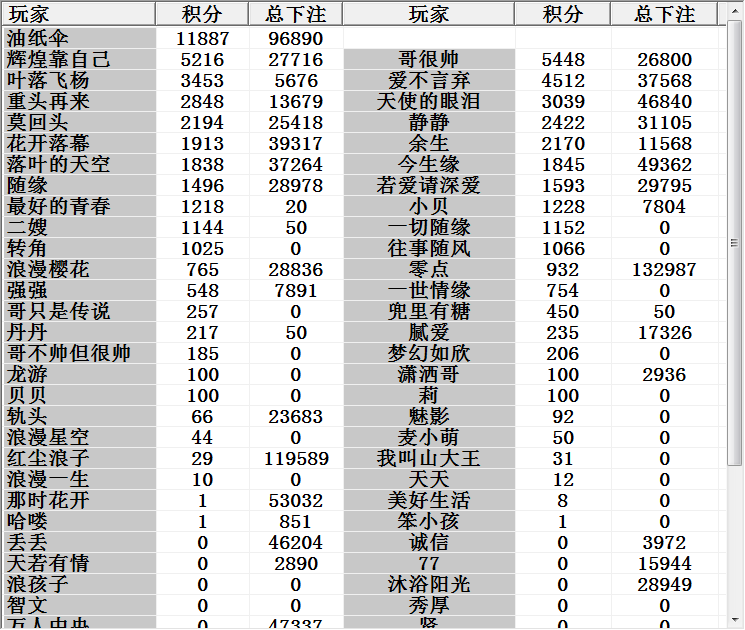 玩家 积分 总下注 玩家 积分 总下注
油纸伞 11887 96890
辉煌靠自己 5216 27716 哥很帅 5448 26800
叶落飞杨 3453 5676 爱不言弃 4512 37568
重头再来 2848 13679 天使的眼泪 3039 46840
莫回头 2194 25418 静静 2422 31105
花开落幕 1913 39317 余生 2170 11568
落叶的天空 1838 37264 今生缘 1845 49362
随缘 1496 28978 若爱请深爱 1593 29795
最好的青春 1218 20 小贝 1228 7804
二嫂 1144 50 一切随缘 1152 0
转角 1025 0 往事随风 1066 0
浪漫樱花 765 28836 零点 932 132987
强强 548 7891 一世情缘 754 0
哥只是传说 257 0 兜里有糖 450 50
丹丹 217 50 腻爱 235 17326
哥不帅但很帅 185 0 梦幻如欣 206 0
龙游 100 0 潇洒哥 100 2936
贝贝 100 0 莉 100 0
轨头 66 23683 魅影 92 0
浪漫星空 44 0 麦小萌 50 0
红尘浪子 29 119589 我叫山大王 31 0
浪漫一生 10 0 天天 12 0
那时花开 1 53032 美好生活 8 0
哈喽 1 851 笨小孩 1 0
丢丢 0 46204 诚信 0 3972
天若有情 0 2890 77 0 15944
浪孩子 0 0 沐浴阳光 0 28949
智文 0 0 秀厚 0 0
万人中央 0 47337 贤 0 0